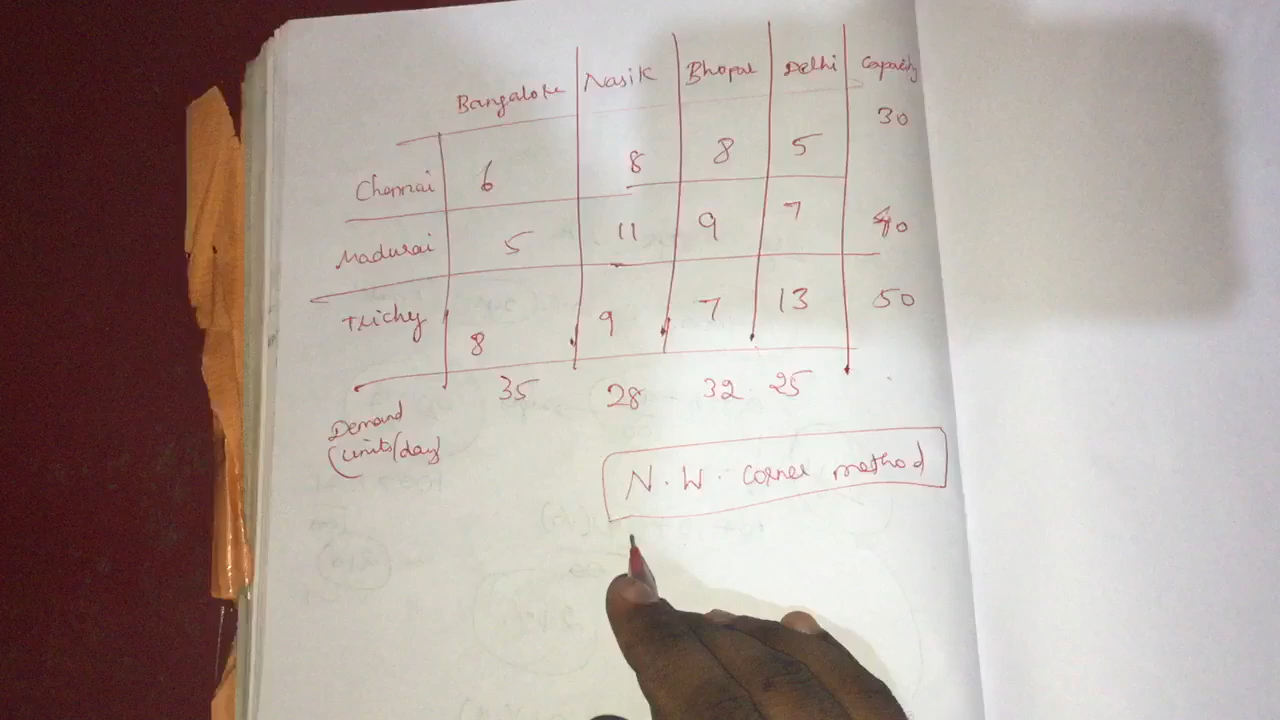 Bangalore Nasik Bhopal Delhi Capacity
30
Chennai 6 8 8 5
Madurai 5 11 9 7 40
Trichy 8 9 7 13 50
35 28 32 25
Demand
(units/day
N.W. corner method